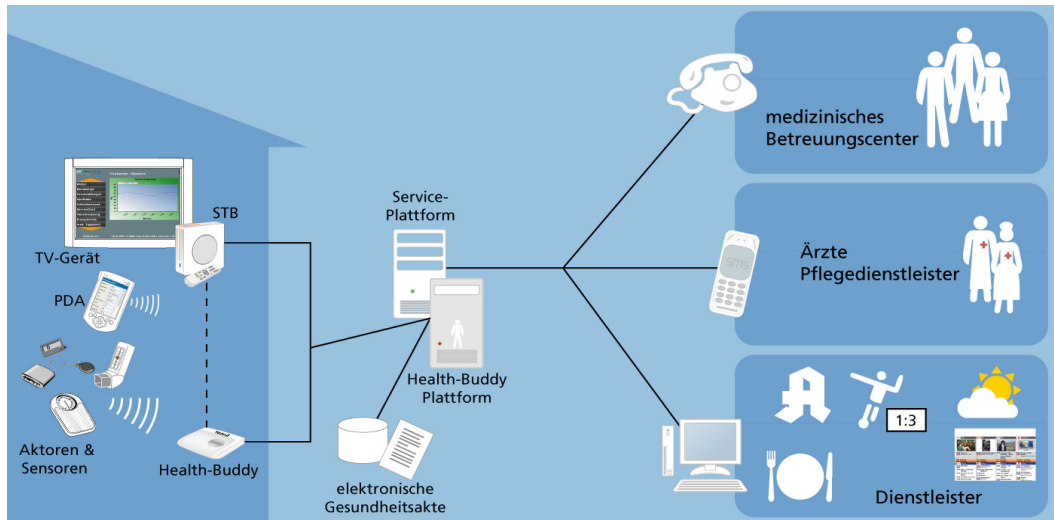 medizinisches
Betreuungscenter
Service-
Plattform
STB
TV-Gerät
sms
Ärzte
Pflegedienstleister
PDA
Health-Buddy
Plattform
1:3
Aktoren &
Sensoren
Health-Buddy
elektronische
Gesundheitsakte
Dienstleister